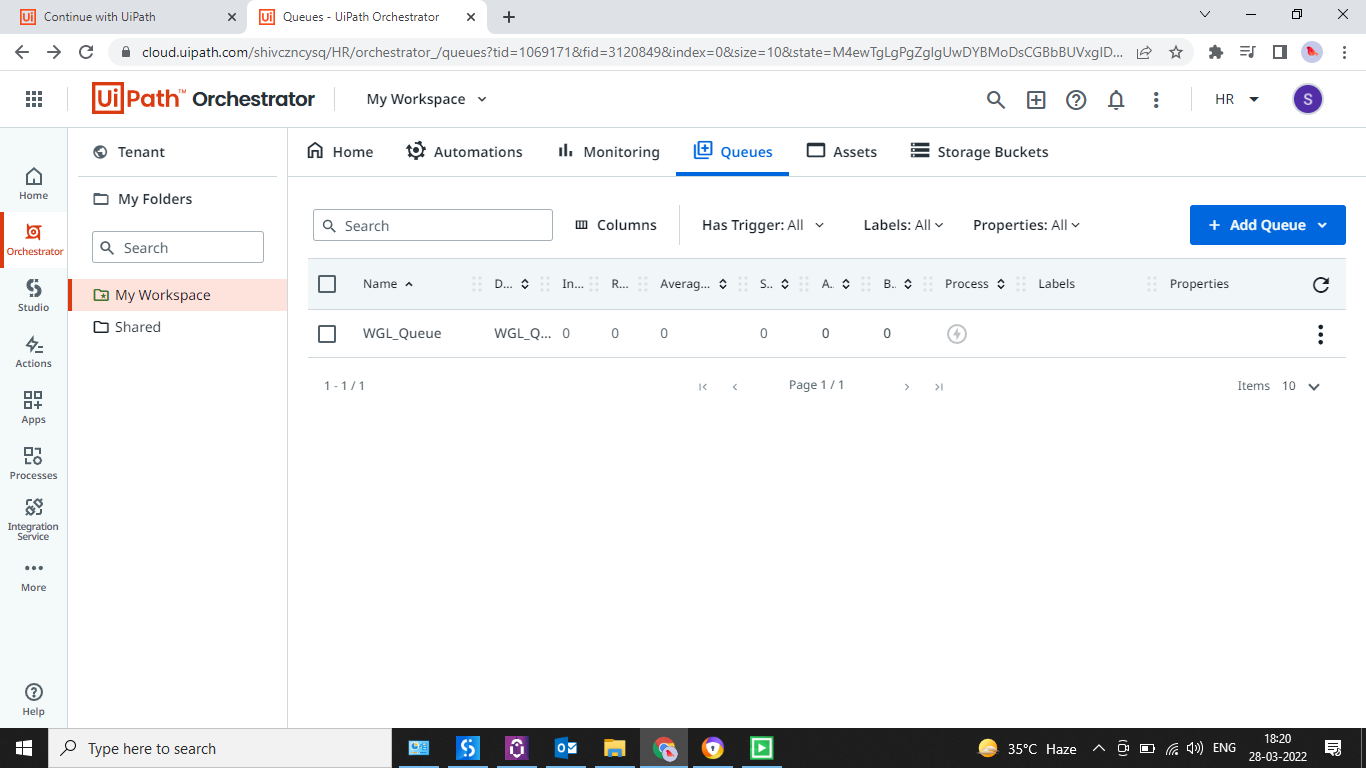 Continue with UiPath
Queues - UiPath Orchestrator
cloud.uipath.com/shivczncysq/HR/orchestrator_/queues?tid=1069171&fid=3120849&index=0&size=10&state=M4ewTgLgPgZglgUwDYBMoDsCGBbBUVxgID...
UiPath™ Orchestrator
My Workspace
HR
S
Home
Orchestrator
Studio
Actions
Apps
Processes
Integration
Service
More
Help
Tenant
My Folders
Search
My Workspace
Shared
Home
Automations
Monitoring
Queues
Assets
Storage Buckets
Search
Columns
Has Trigger: All
Labels: All
Properties: All
+ Add Queue
Name D... In... R... Averag... S.. A. B. Process Labels Properties
WGL_Queue WGL_Q... 0 0 0 0 0 0
1 - 1 / 1
Page 1 / 1
Items 10
Type here to search
35°C Haze
ENG
18:20
28-03-2022